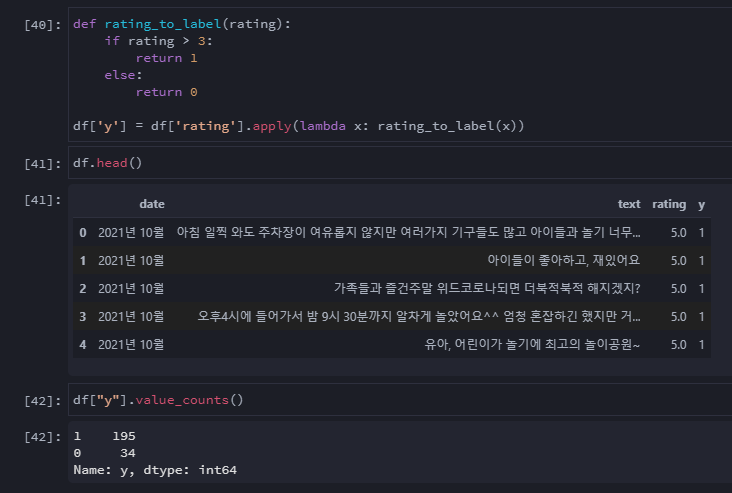 [40]: def rating_to_label(rating):
if rating > 3:
return 1
else:
return 0
df['y'] = df['rating'].apply(lambda x: rating_to_label(x))
[41]: df.head()
[41]: date text rating y
0 2021년 10월 아침 일찍 와도 주차장이 여유롭지 않지만 여러가지 기구들도 많고 아이들과 놀기 너무... 5.0 1
1 2021년 10월 아이들이 좋아하고, 재있어요 5.0 1
2 2021년 10월 가족들과 즐건주말 위드코로나되면 더북적북적 해지겠지? 5.0 1
3 2021년 10월 오후4시에 들어가서 밤 9시 30분까지 알차게 놀았어요^^ 엄청 혼잡하긴 했지만 거... 5.0 1
4 2021년 10월 유아, 어린이가 놀기에 최고의 놀이공원~ 5.0 1
[42]: df["y"].value_counts()
[42]: 1 195
0 34
Name: y, dtype: int64